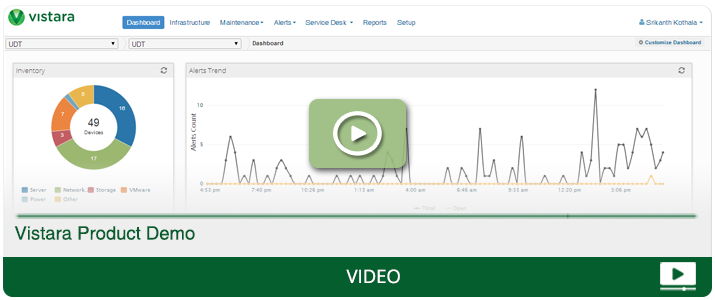 vistara
Dashboard Infrastructure Maintenance Alerts Service Desk Reports Setup
Srikanth Kothala
UDT UDT Dashboard Customize Dashboard
Inventory
Alerts Trend
49
Devices
16
17
3
7
6
Server Network Storage VMware
Power Other
Alerts Count
10
5
0
4:53 pm 7:40 pm 10:26 pm 1:13 am 4:00 am 6:46 am 9:33 am 12:20 pm 3:06 pm
Vistara Product Demo
VIDEO